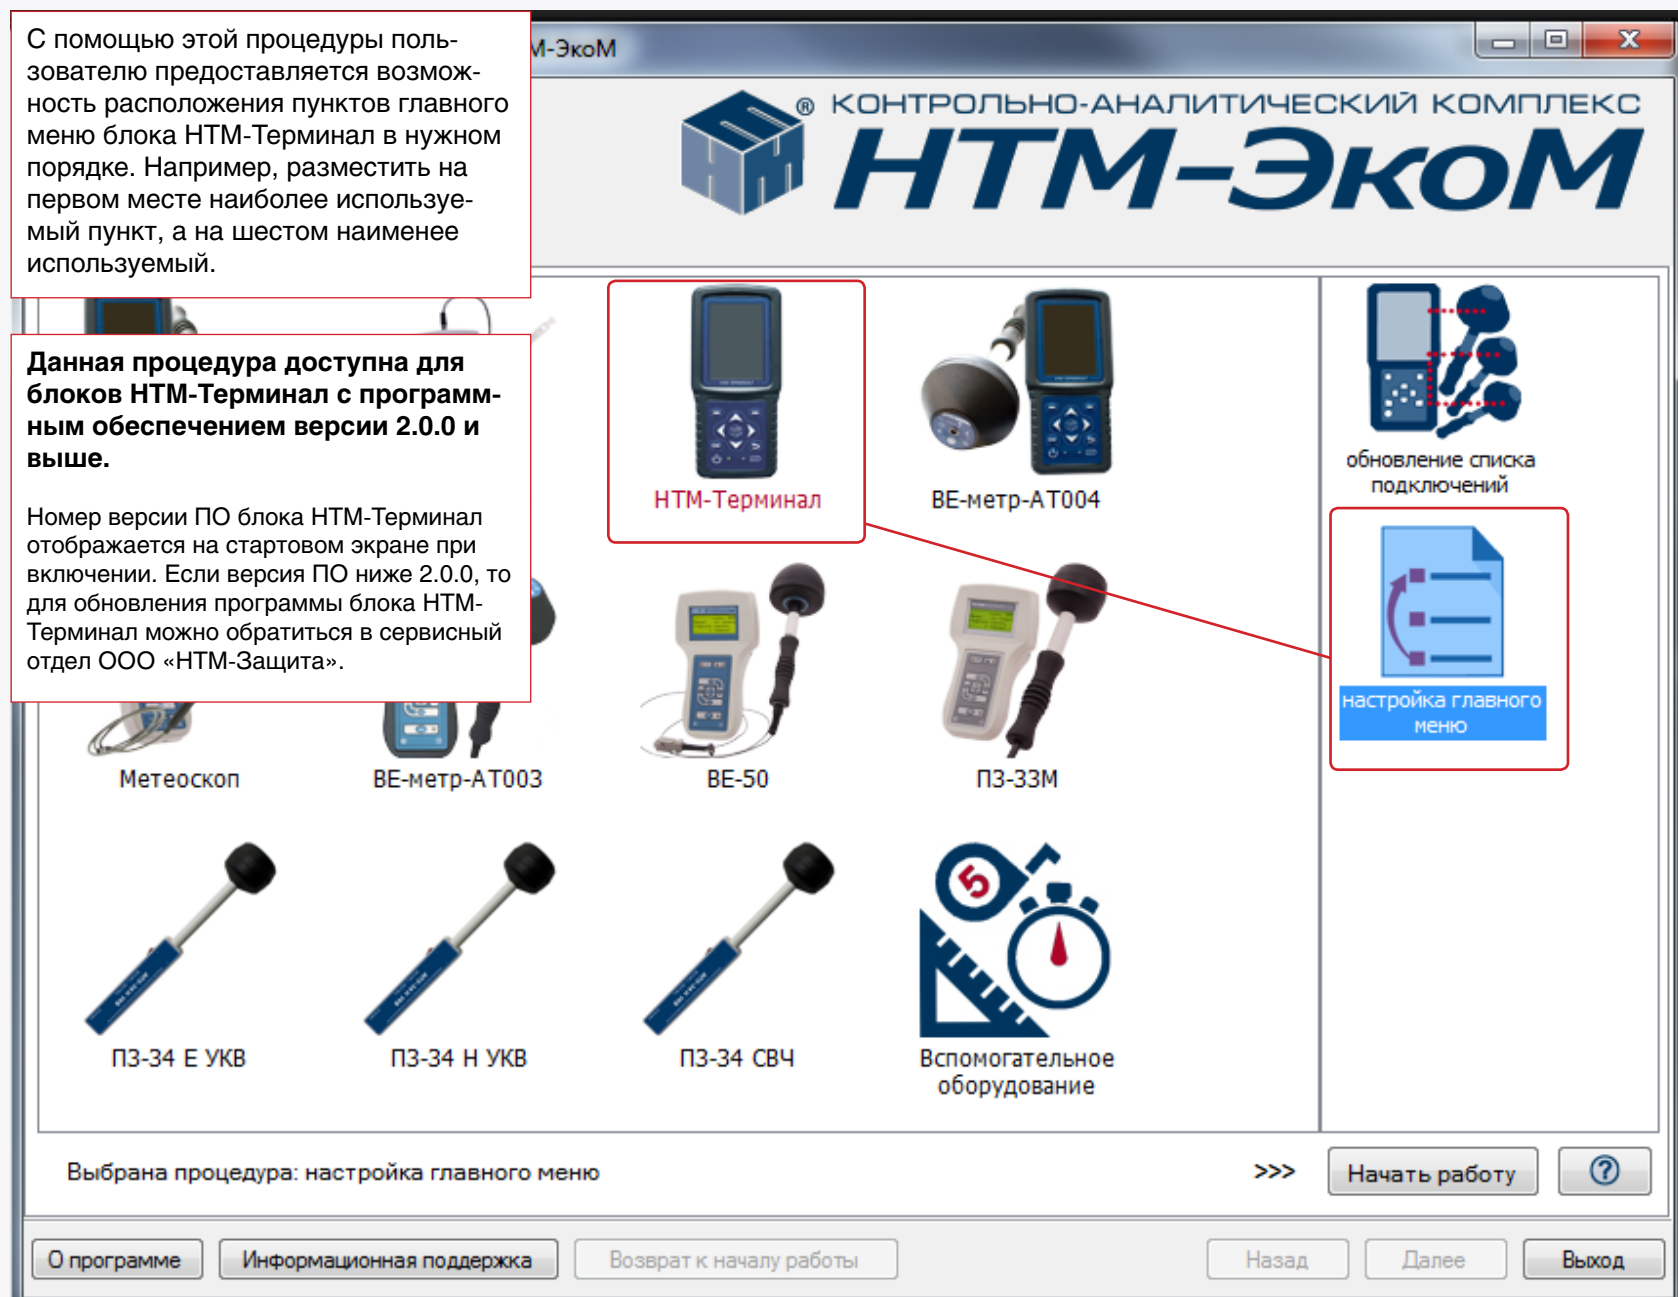 С помощью этой процедуры поль-
зователю предоставляется возмож-
ность расположения пунктов главного
меню блока НТМ-Терминал в нужном
порядке. Например, разместить на
первом месте наиболее используе-
мый пункт, а на шестом наименее
используемый.
М-ЭкоМ
КОНТРОЛЬНО-АНАЛИТИЧЕСКИЙ КОМПЛЕКС
®
НТМ-ЭкоМ
Данная процедура доступна для
блоков НТМ-Терминал с программ-
ным обеспечением версии 2.0.0 и
выше.
Номер версии ПО блока НТМ-Терминал
отображается на стартовом экране при
включении. Если версия ПО ниже 2.0.0, то
для обновления программы блока НТМ-
Терминал можно обратиться в сервисный
отдел ООО «НТМ-Защита».
НТМ-Терминал
ВЕ-метр-АТ004
обновление списка
подключений
настройка главного
меню
Метеоскоп
ВЕ-метр-АТ003
ВЕ-50
П3-33М
5
П3-34 Е УКВ
П3-34 Н УКВ
П3-34 СВЧ
Вспомогательное
оборудование
Выбрана процедура: настройка главного меню
>>>
Начать работу
?
О программе
Информационная поддержка
Возврат к началу работы
Назад
Далее
Выход